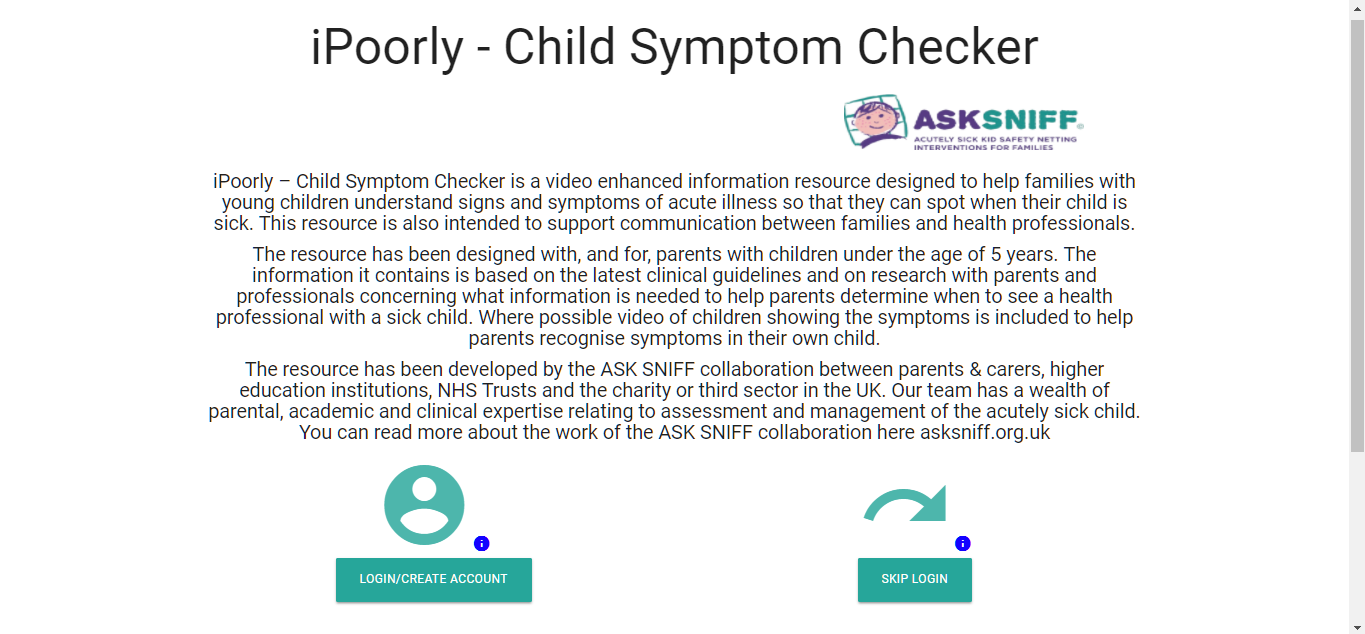 iPoorly - Child Symptom Checker
ASKSNIFF©
ACUTELY SICK KID SAFETY NETTING
INTERVENTIONS FOR FAMILIES
iPoorly – Child Symptom Checker is a video enhanced information resource designed to help families with
young children understand signs and symptoms of acute illness so that they can spot when their child is
sick. This resource is also intended to support communication between families and health professionals.
The resource has been designed with, and for, parents with children under the age of 5 years. The
information it contains is based on the latest clinical guidelines and on research with parents and
professionals concerning what information is needed to help parents determine when to see a health
professional with a sick child. Where possible video of children showing the symptoms is included to help
parents recognise symptoms in their own child.
The resource has been developed by the ASK SNIFF collaboration between parents & carers, higher
education institutions, NHS Trusts and the charity or third sector in the UK. Our team has a wealth of
parental, academic and clinical expertise relating to assessment and management of the acutely sick child.
You can read more about the work of the ASK SNIFF collaboration here asksniff.org.uk
LOGIN/CREATE ACCOUNT
SKIP LOGIN